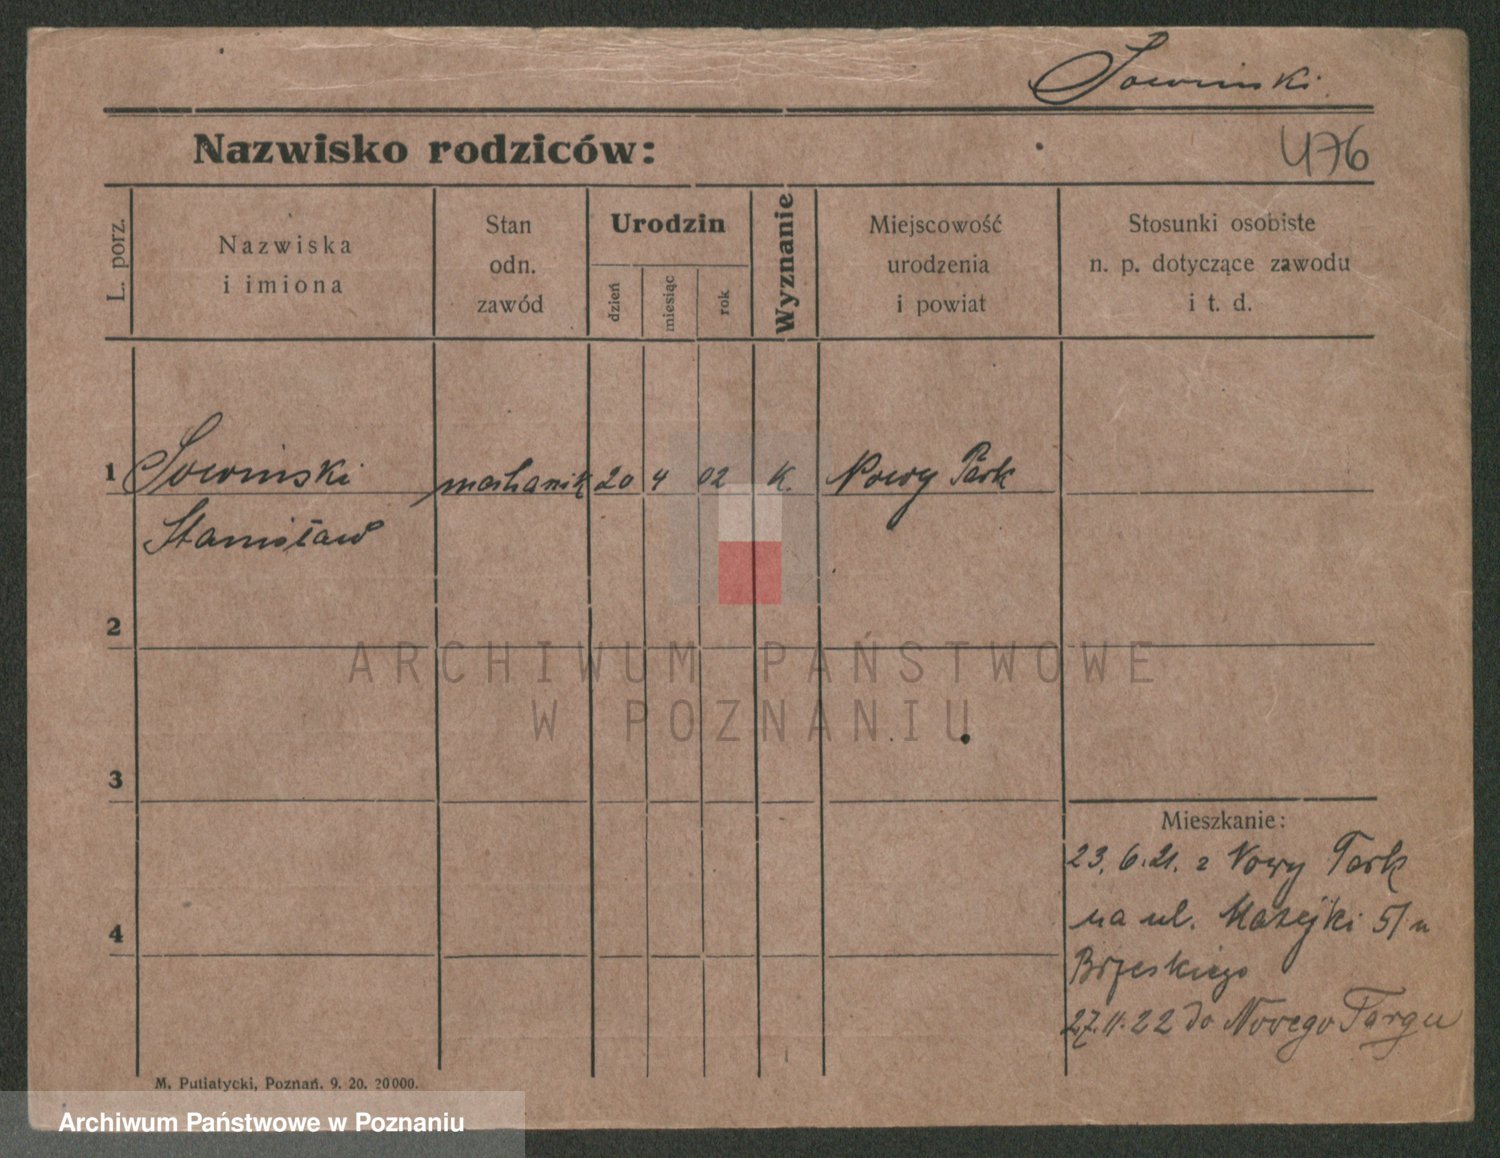 Sowinski.
Nazwisko rodziców:
476
L. porz.
Nazwiska
i imiona
Stan
odn.
zawód
Urodzin
dzień
miesiąc
rok
Wyznanie
Miejscowość
urodzenia
i powiat
Stosunki osobiste
n. p. dotyczące zawodu
i t. d.
1 Sowinski mechanik 20 4 02 K. Nowy Park
Stanisław
2
3
4
Mieszkanie:
23.6.21. z Nowy Tark
na ul. Matejki 5/ u
Brzeskiego
27.11.22 do Nowego Targu
M. Putiatycki, Poznań. 9. 20. 20000.
ARCHIWUM PAŃSTWOWE
W POZNANIU
Archiwum Państwowe w Poznaniu